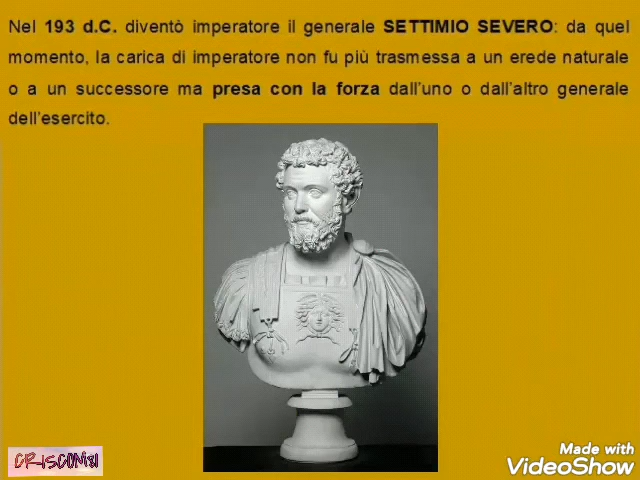 Nel 193 d.C. diventò imperatore il generale SETTIMIO SEVERO: da quel
momento, la carica di imperatore non fu più trasmessa a un erede naturale
o a un successore ma presa con la forza dall'uno o dall'altro generale
dell'esercito.
CRISCOM81
Made with
VideoShow